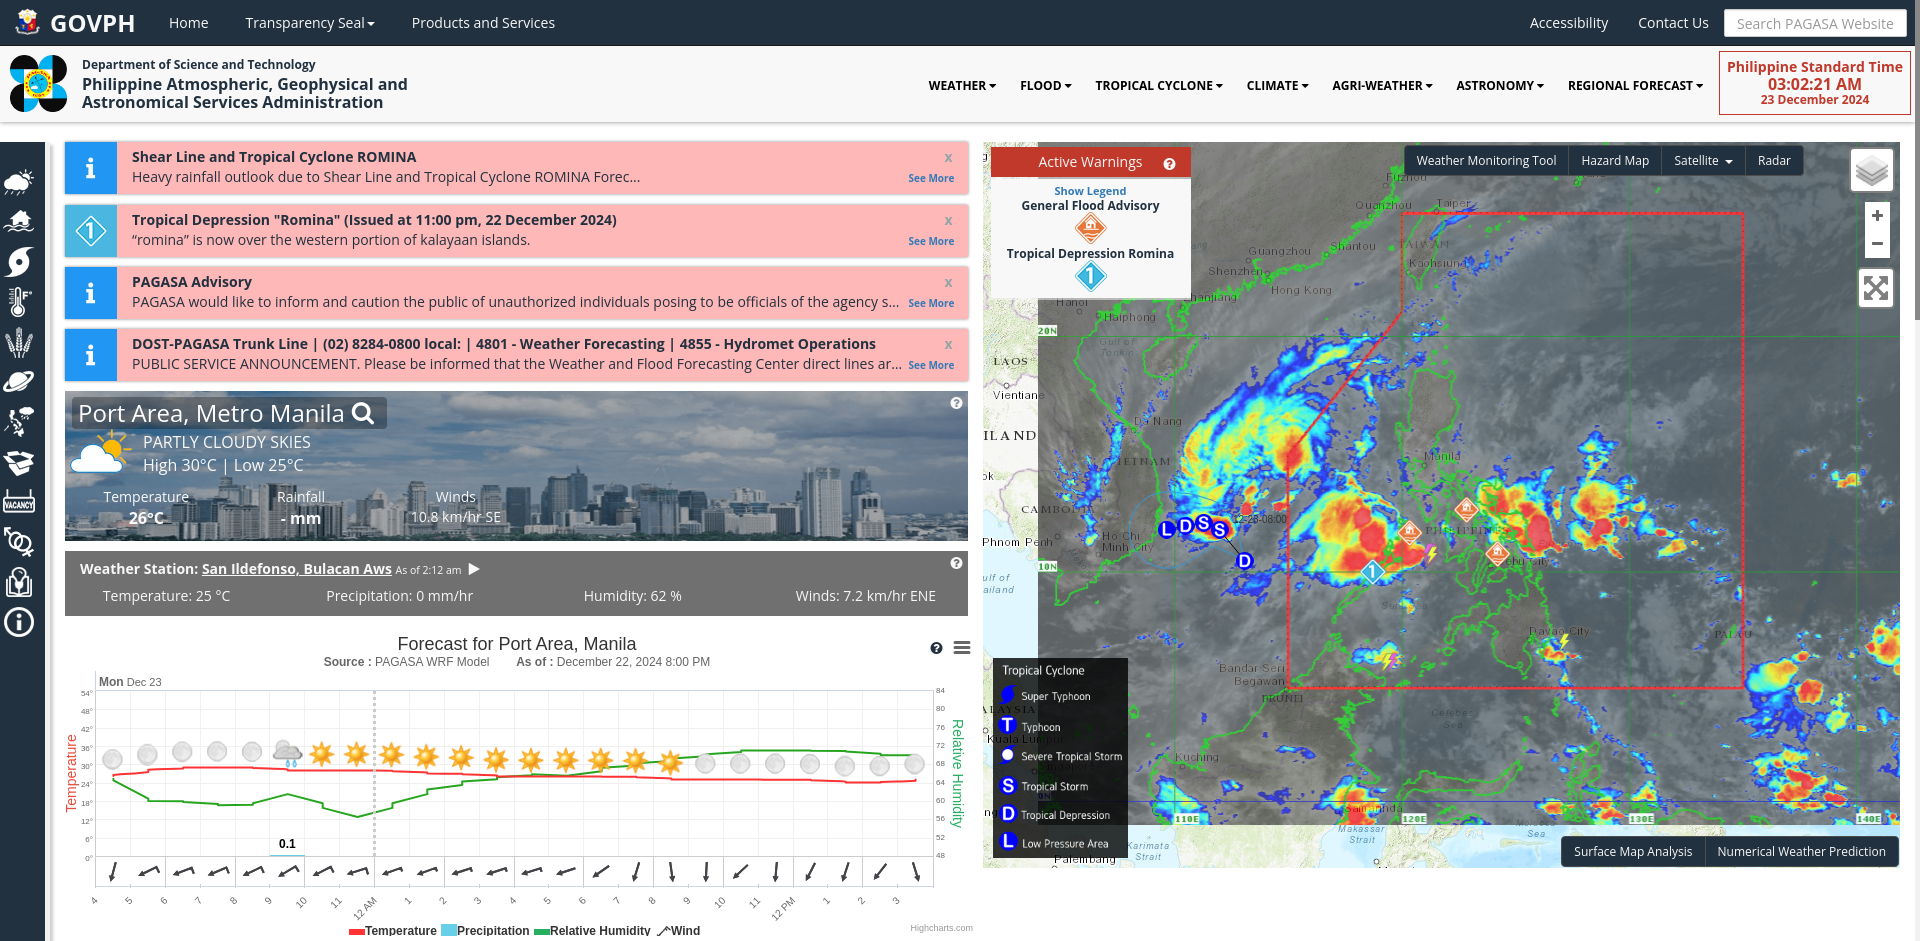 GOVPH
Home
Transparency Seal
Products and Services
Accessibility
Contact Us
Search PAGASA Website
Department of Science and Technology
Philippine Atmospheric, Geophysical and
Astronomical Services Administration
WEATHER
FLOOD
TROPICAL CYCLONE
CLIMATE
AGRI-WEATHER
ASTRONOMY
REGIONAL FORECAST
Philippine Standard Time
03:02:21 AM
23 December 2024
Shear Line and Tropical Cyclone ROMINA
x
Heavy rainfall outlook due to Shear Line and Tropical Cyclone ROMINA Forec...
See More
1
Tropical Depression "Romina" (Issued at 11:00 pm, 22 December 2024)
x
“romina” is now over the western portion of kalayaan islands.
See More
PAGASA Advisory
x
PAGASA would like to inform and caution the public of unauthorized individuals posing to be officials of the agency s...
See More
DOST-PAGASA Trunk Line | (02) 8284-0800 local: | 4801 - Weather Forecasting | 4855 - Hydromet Operations
x
PUBLIC SERVICE ANNOUNCEMENT. Please be informed that the Weather and Flood Forecasting Center direct lines ar...
See More
VACANCY
Port Area, Metro Manila
PARTLY CLOUDY SKIES
High 30°C | Low 25°C
Temperature
26°C
Rainfall
- mm
Winds
10.8 km/hr SE
Weather Station: San Ildefonso, Bulacan Aws As of 2:12 am
Temperature: 25 °C
Precipitation: 0 mm/hr
Humidity: 62 %
Winds: 7.2 km/hr ENE
Forecast for Port Area, Manila
Source : PAGASA WRF Model As of : December 22, 2024 8:00 PM
Mon Dec 23
54°
48°
42°
36°
30°
24°
18°
12°
6°
0°
Temperature
84
80
76
72
68
64
60
56
52
48
Relative Humidity
0.1
4
5
6
7
8
9
10
11
12 AM
1
2
3
4
5
6
7
8
9
10
11
12 PM
1
2
3
Temperature
Precipitation
Relative Humidity
Wind
Highcharts.com
Active Warnings
Show Legend
General Flood Advisory
Tropical Depression Romina
1
Weather Monitoring Tool
Hazard Map
Satellite
Radar
+
−
Fuzhou
Quanzhou
Taipei
TAIWAN
Kaohsiung
Guangzhou
Shantou
Shenzhen
Hong Kong
Zhanjiang
Hanoi
Haiphong
20N
Gulf of
Tonkin
LAOS
Vientiane
Da Nang
ILAND
VIETNAM
Manila
ok
CAMBODIA
Phnom Penh
Ho Chi
Minh City
L
D
S
S
D
12-23-08:00
PHILIPPINES
Cebu City
1
10N
ulf of
ailand
Davao City
PALAU
Bandar Seri
Begawan
BRUNEI
Celebes
Sea
ALAYSIA
Kuala Lumpur
Kuching
Samarinda
110E
120E
130E
140E
Makassar
Strait
Molucca
Sea
Karimata
Strait
Palembang
Tropical Cyclone
Super Typhoon
T Typhoon
Severe Tropical Storm
S Tropical Storm
D Tropical Depression
L Low Pressure Area
Surface Map Analysis
Numerical Weather Prediction